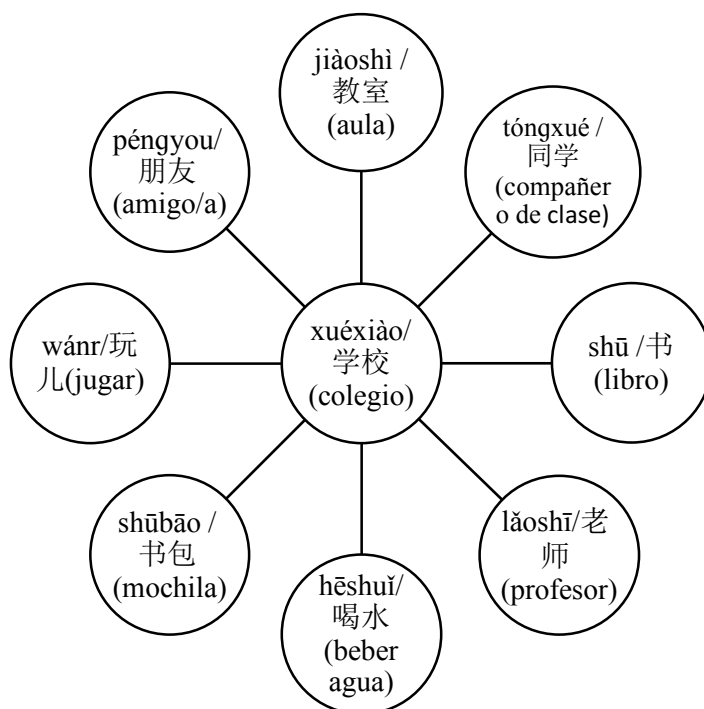 jiàoshì /
教室
(aula)
péngyou/
朋友
(amigo/a)
tóngxué /
同学
(compañer
o de clase)
wánr/玩
儿(jugar)
xuéxiào/
学校
(colegio)
shū /书
(libro)
shūbāo /
书包
(mochila)
hēshuǐ/
喝水
(beber
agua)
lǎoshī/老
师
(profesor)